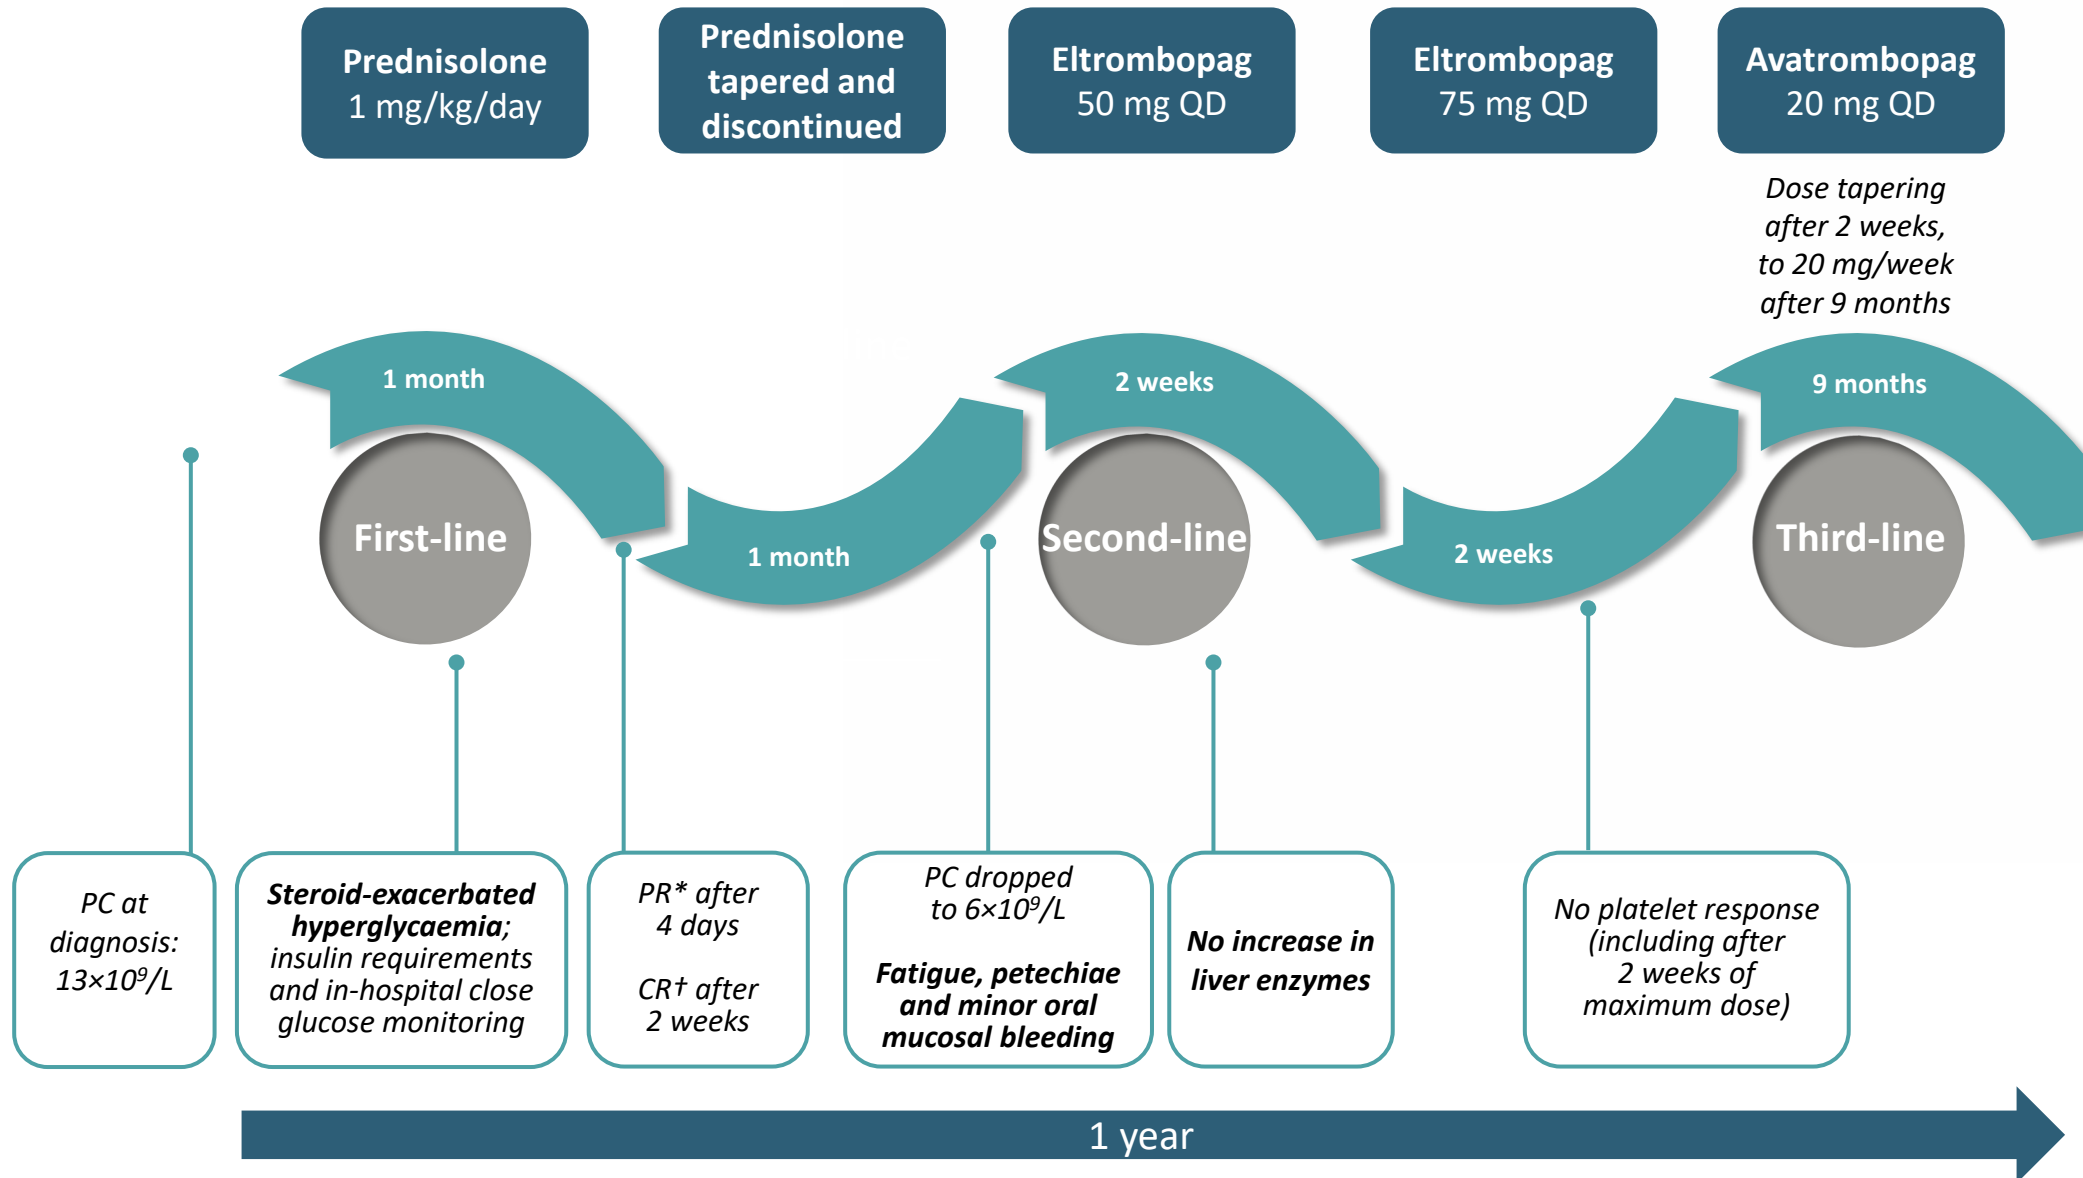 Prednisolone
1 mg/kg/day
Prednisolone
tapered and
discontinued
Eltrombopag
50 mg QD
Eltrombopag
75 mg QD
Avatrombopag
20 mg QD
Dose tapering
after 2 weeks,
to 20 mg/week
after 9 months
1 month
1 month
2 weeks
2 weeks
9 months
First-line
Second-line
Third-line
PC at
diagnosis:
13×10⁹/L
Steroid-exacerbated
hyperglycaemia;
insulin requirements
and in-hospital close
glucose monitoring
PR* after
4 days
CR† after
2 weeks
PC dropped
to 6×10⁹/L
Fatigue, petechiae
and minor oral
mucosal bleeding
No increase in
liver enzymes
No platelet response
(including after
2 weeks of
maximum dose)
1 year